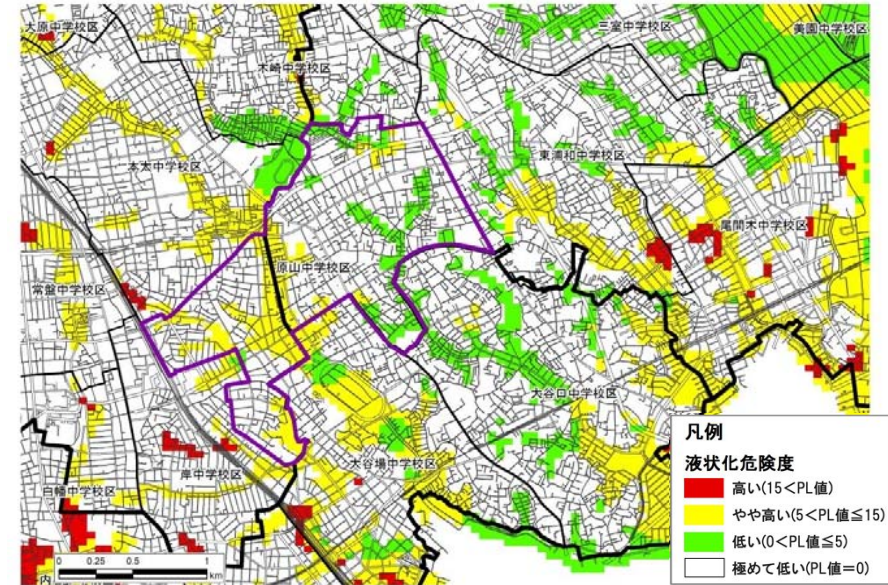 大原中学校区
三室中学校区
美園中学校区
木崎中学校区
本太中学校区
東浦和中学校区
尾間木中学校区
原山中学校区
常盤中学校区
大谷口中学校区
大谷場中学校区
岸中学校区
白幡中学校区
内
0 0.25 0.5 1
km
凡例
液状化危険度
高い(15<PL値)
やや高い(5<PL値≦15)
低い(0<PL値≦5)
極めて低い(PL値=0)